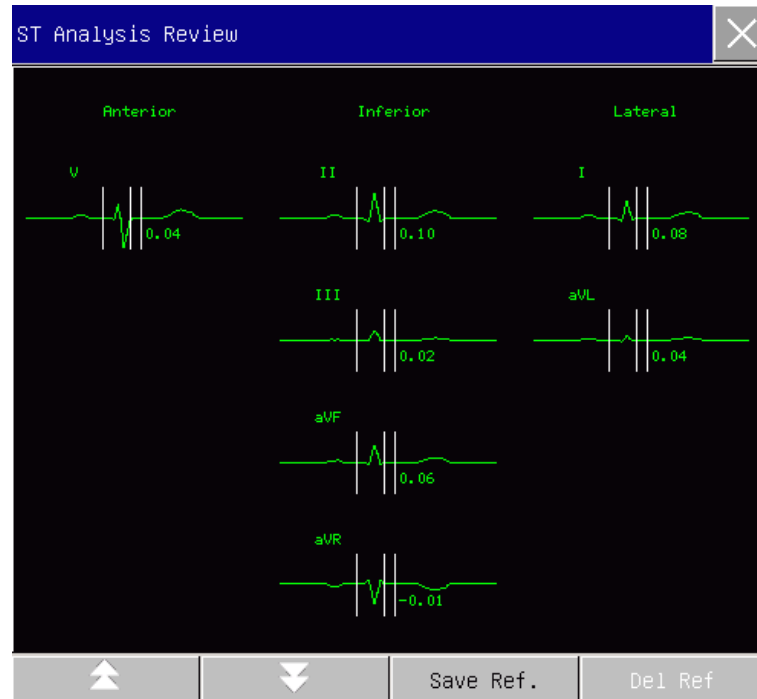 ST Analysis Review
Anterior Inferior Lateral
V II I
0.04 0.10 0.08
III aVL
0.02 0.04
aVF
0.06
aVR
-0.01
Save Ref. Del Ref